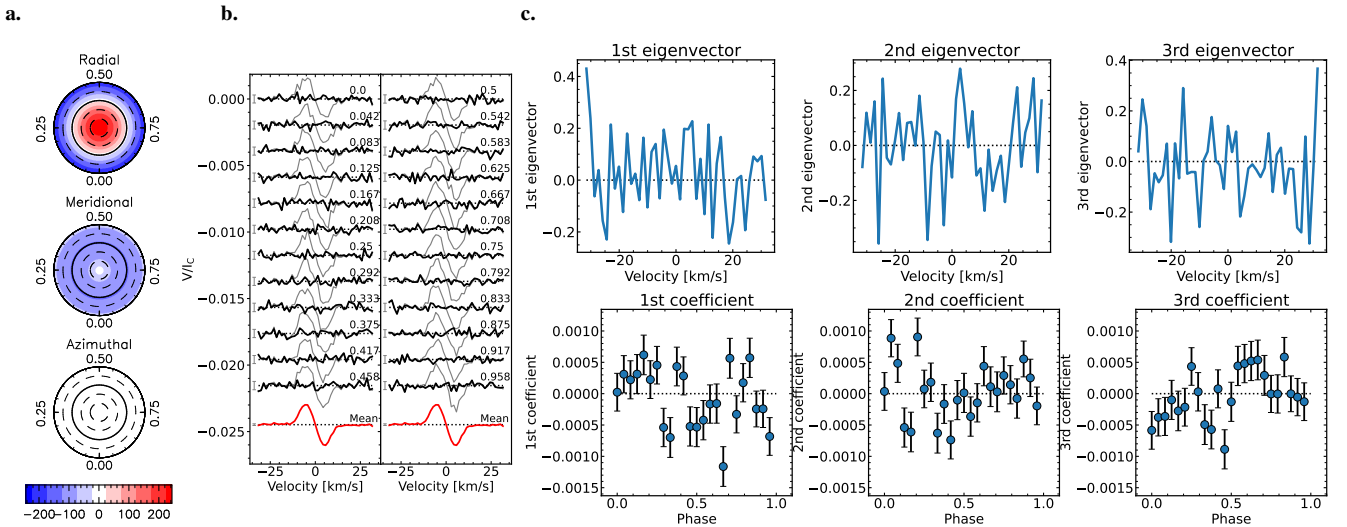 a.
b.
c.
Radial
0.50
0.25
0.75
0.00
Meridional
0.50
0.25
0.75
0.00
Azimuthal
0.50
0.25
0.75
0.00
−200 −100 0 100 200
V/IC
0.000
−0.005
−0.010
−0.015
−0.020
−0.025
0.0
0.042
0.083
0.125
0.167
0.208
0.25
0.292
0.333
0.375
0.417
0.458
Mean
0.5
0.542
0.583
0.625
0.667
0.708
0.75
0.792
0.833
0.875
0.917
0.958
Mean
−25 0 25
−25 0 25
Velocity [km/s]
Velocity [km/s]
1st eigenvector
1st eigenvector
0.4
0.2
0.0
−0.2
−20 0 20
Velocity [km/s]
2nd eigenvector
2nd eigenvector
0.2
0.0
−0.2
−20 0 20
Velocity [km/s]
3rd eigenvector
3rd eigenvector
0.4
0.2
0.0
−0.2
−20 0 20
Velocity [km/s]
1st coefficient
1st coefficient
0.0010
0.0005
0.0000
−0.0005
−0.0010
−0.0015
0.0 0.5 1.0
Phase
2nd coefficient
2nd coefficient
0.0010
0.0005
0.0000
−0.0005
−0.0010
−0.0015
0.0 0.5 1.0
Phase
3rd coefficient
3rd coefficient
0.0010
0.0005
0.0000
−0.0005
−0.0010
−0.0015
0.0 0.5 1.0
Phase